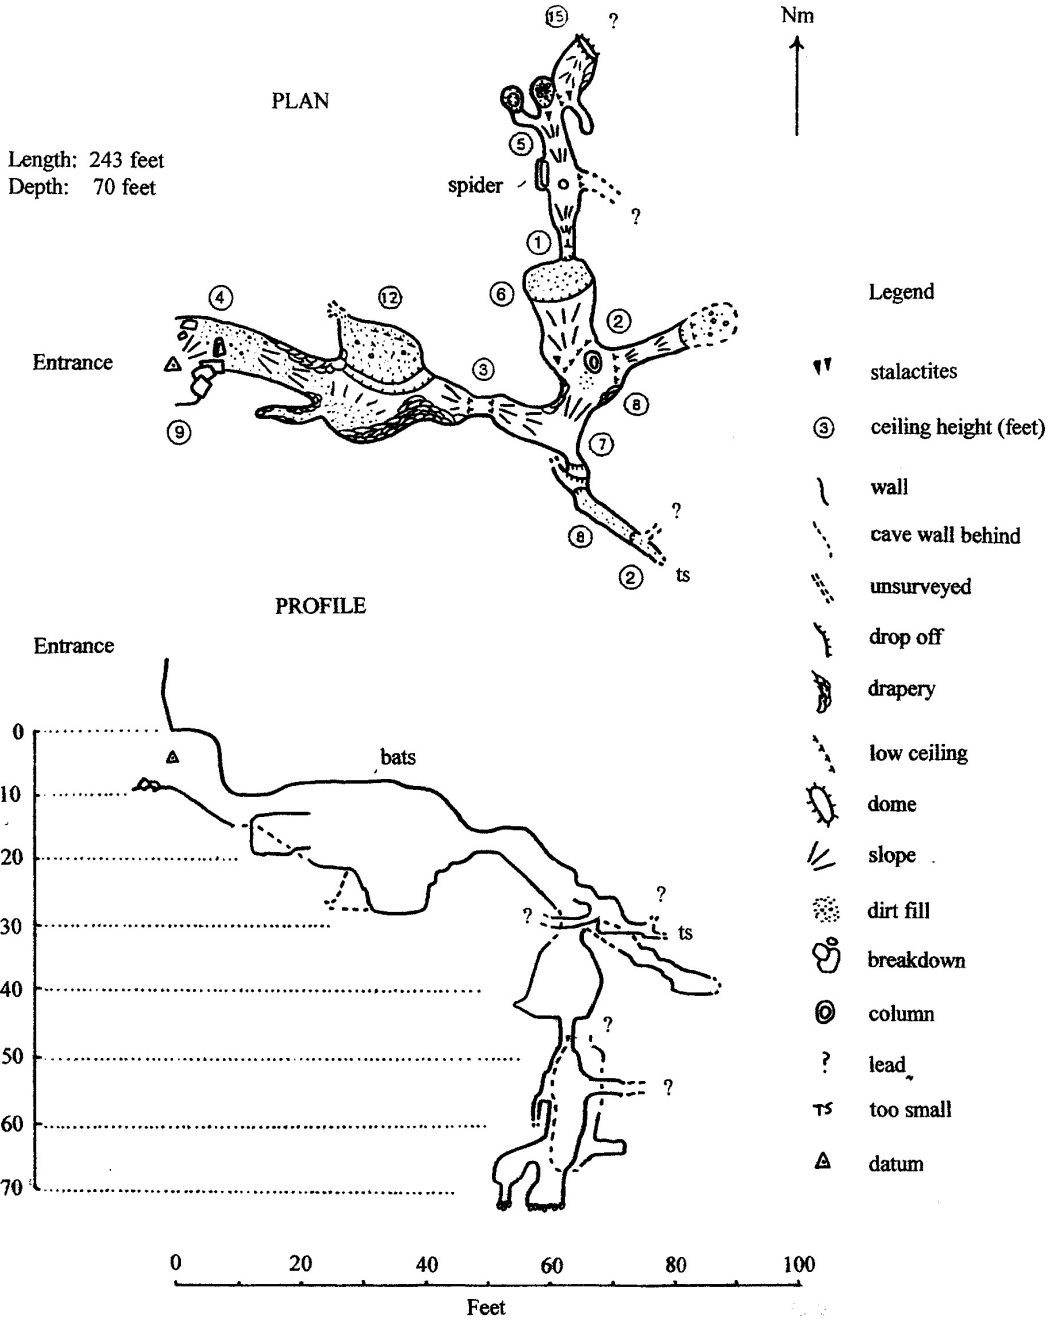 15
?
Nm
PLAN
Length: 243 feet
Depth: 70 feet
5
spider
?
1
6
4
12
2
Legend
Entrance
3
stalactites
8
9
3
ceiling height (feet)
7
wall
?
8
cave wall behind
2
ts
unsurveyed
PROFILE
Entrance
drop off
drapery
0
bats
low ceiling
10
dome
20
slope
?
?
30
ts
dirt fill
breakdown
40
column
?
50
? lead
?
60
TS too small
70
datum
0 20 40 60 80 100
Feet